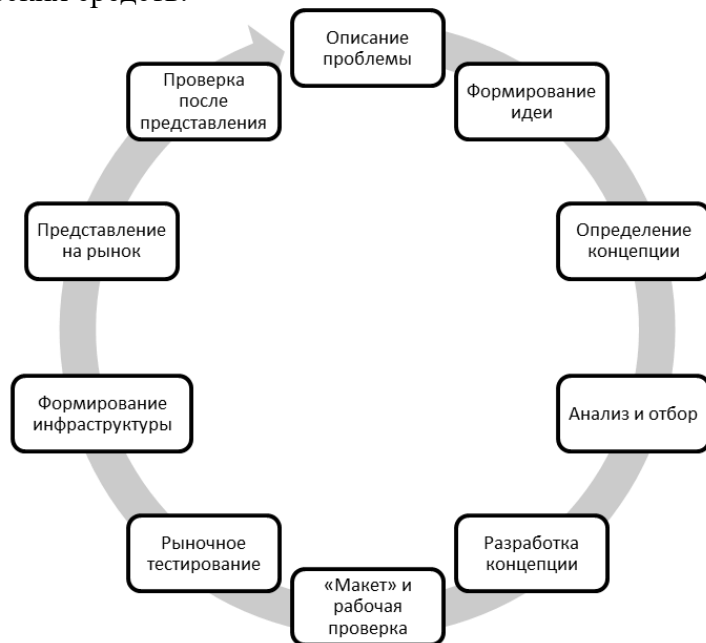 средств.
Описание
проблемы
Формирование
идеи
Определение
концепции
Анализ и отбор
Разработка
концепции
«Макет» и
рабочая
проверка
Рыночное
тестирование
Формирование
инфраструктуры
Представление
на рынок
Проверка
после
представления